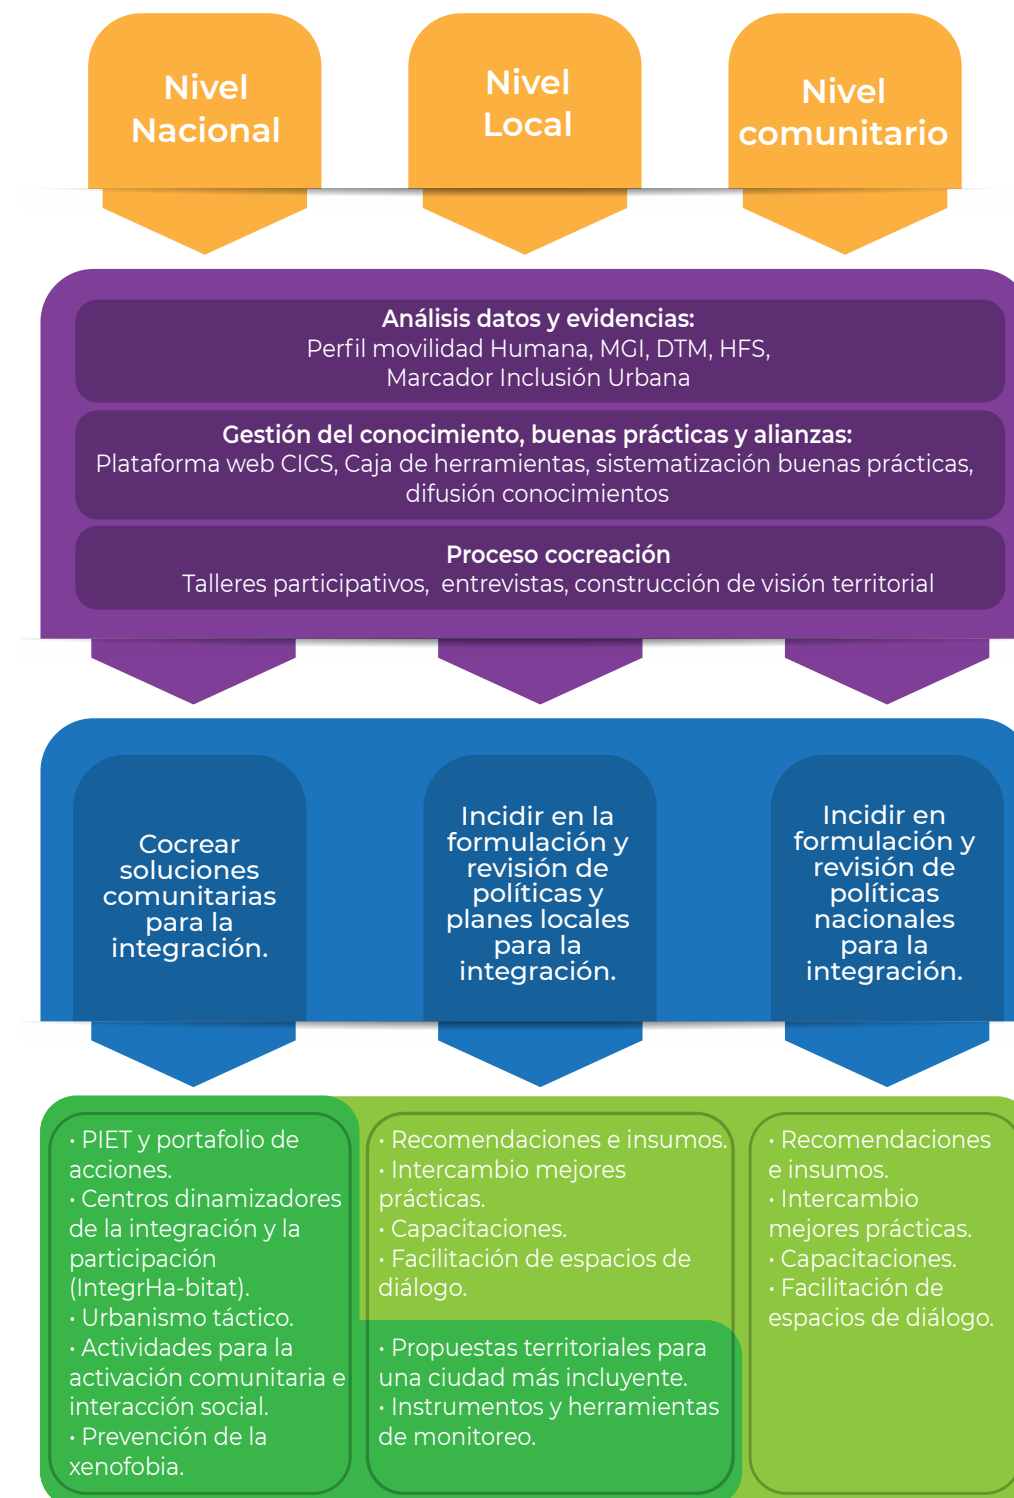 Nivel
Nacional
Nivel
Local
Nivel
comunitario
Análisis datos y evidencias:
Perfil movilidad Humana, MGI, DTM, HFS,
Marcador Inclusión Urbana
Gestión del conocimiento, buenas prácticas y alianzas:
Plataforma web CICS, Caja de herramientas, sistematización buenas prácticas,
difusión conocimientos
Proceso cocreación
Talleres participativos, entrevistas, construcción de visión territorial
Cocrear
soluciones
comunitarias
para la
integración.
Incidir en la
formulación y
revisión de
políticas y
planes locales
para la
integración.
Incidir en
formulación y
revisión de
políticas
nacionales
para la
integración.
· PIET y portafolio de
acciones.
· Centros dinamizadores
de la integración y la
participación
(IntegrHa-bitat).
· Urbanismo táctico.
· Actividades para la
activación comunitaria e
interacción social.
· Prevención de la
xenofobia.
· Recomendaciones e insumos.
· Intercambio mejores
prácticas.
· Capacitaciones.
· Facilitación de espacios de
diálogo.
· Propuestas territoriales para
una ciudad más incluyente.
· Instrumentos y herramientas
de monitoreo.
· Recomendaciones
e insumos.
· Intercambio
mejores prácticas.
· Capacitaciones.
· Facilitación de
espacios de diálogo.